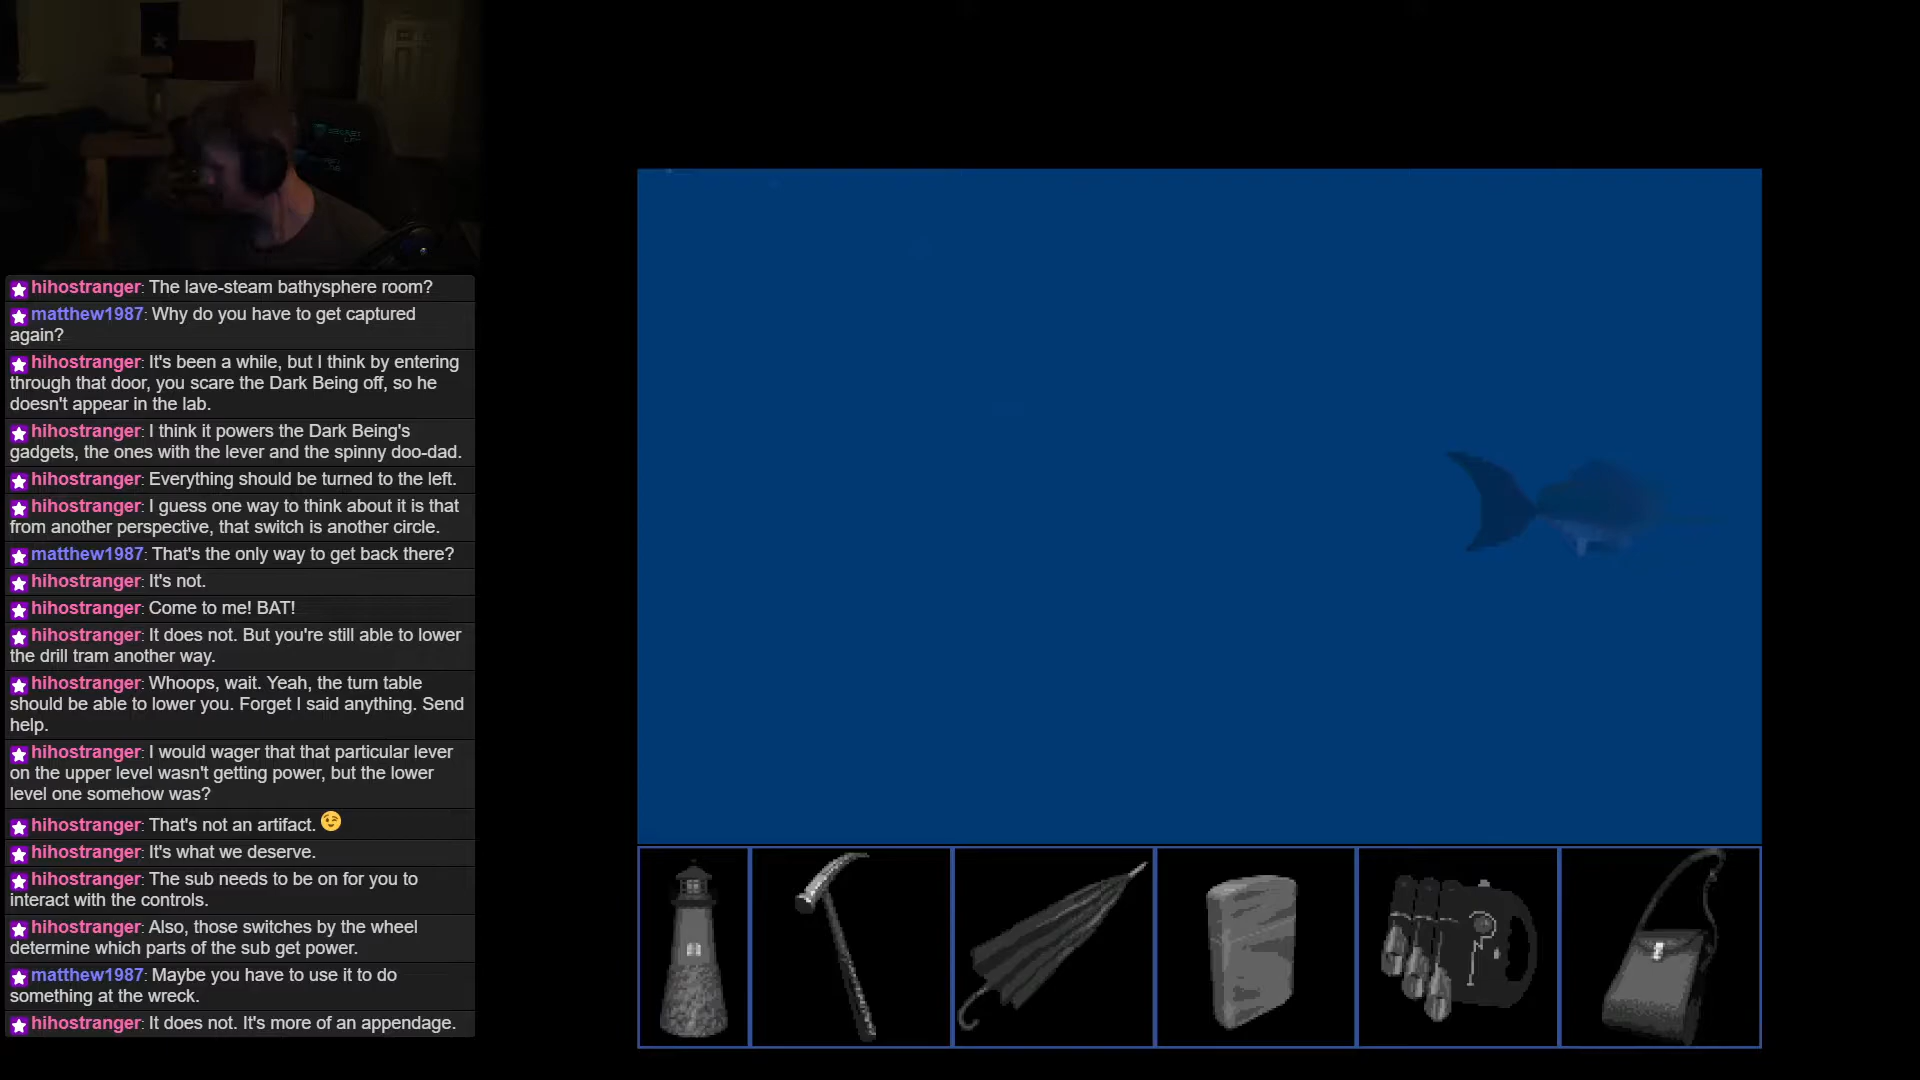 hihostranger: The lave-steam bathysphere room?
matthew1987: Why do you have to get captured
again?
hihostranger: It's been a while, but I think by entering
through that door, you scare the Dark Being off, so he
doesn't appear in the lab.
hihostranger: I think it powers the Dark Being's
gadgets, the ones with the lever and the spinny doo-dad.
hihostranger: Everything should be turned to the left.
hihostranger: I guess one way to think about it is that
from another perspective, that switch is another circle.
matthew1987: That's the only way to get back there?
hihostranger: It's not.
hihostranger: Come to me! BAT!
hihostranger: It does not. But you're still able to lower
the drill tram another way.
hihostranger: Whoops, wait. Yeah, the turn table
should be able to lower you. Forget I said anything. Send
help.
hihostranger: I would wager that that particular lever
on the upper level wasn't getting power, but the lower
level one somehow was?
hihostranger: That's not an artifact. 😉
hihostranger: It's what we deserve.
hihostranger: The sub needs to be on for you to
interact with the controls.
hihostranger: Also, those switches by the wheel
determine which parts of the sub get power.
matthew1987: Maybe you have to use it to do
something at the wreck.
hihostranger: It does not. It's more of an appendage.